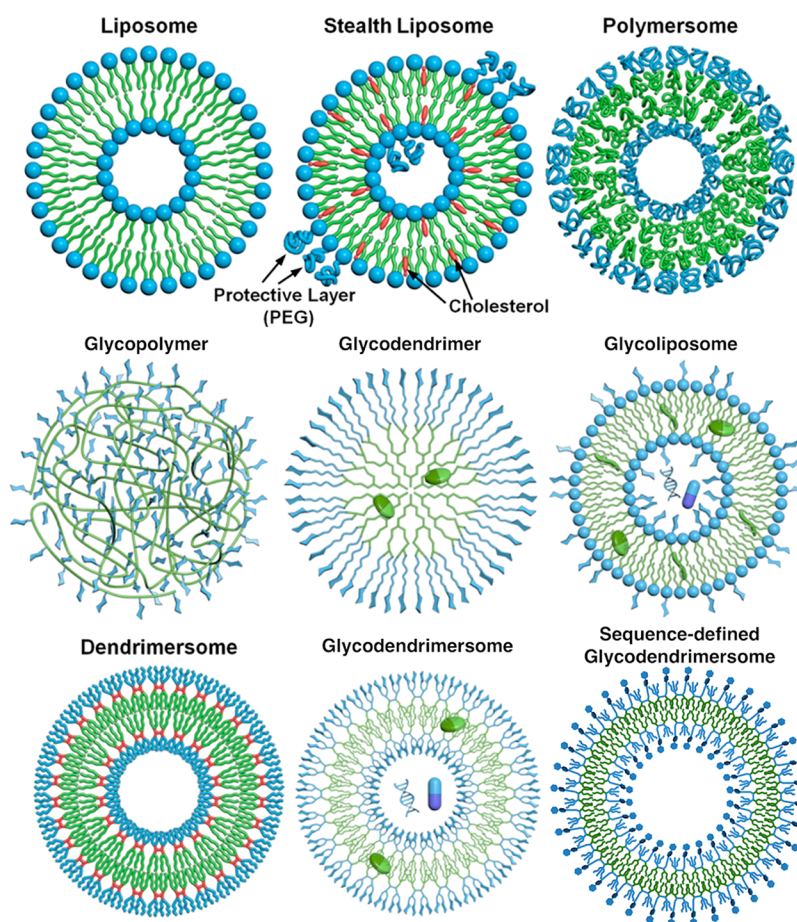 Liposome
Stealth Liposome
Polymersome
Protective Layer
(PEG)
Cholesterol
Glycopolymer
Glycodendrimer
Glycoliposome
Dendrimersome
Glycodendrimersome
Sequence-defined
Glycodendrimersome